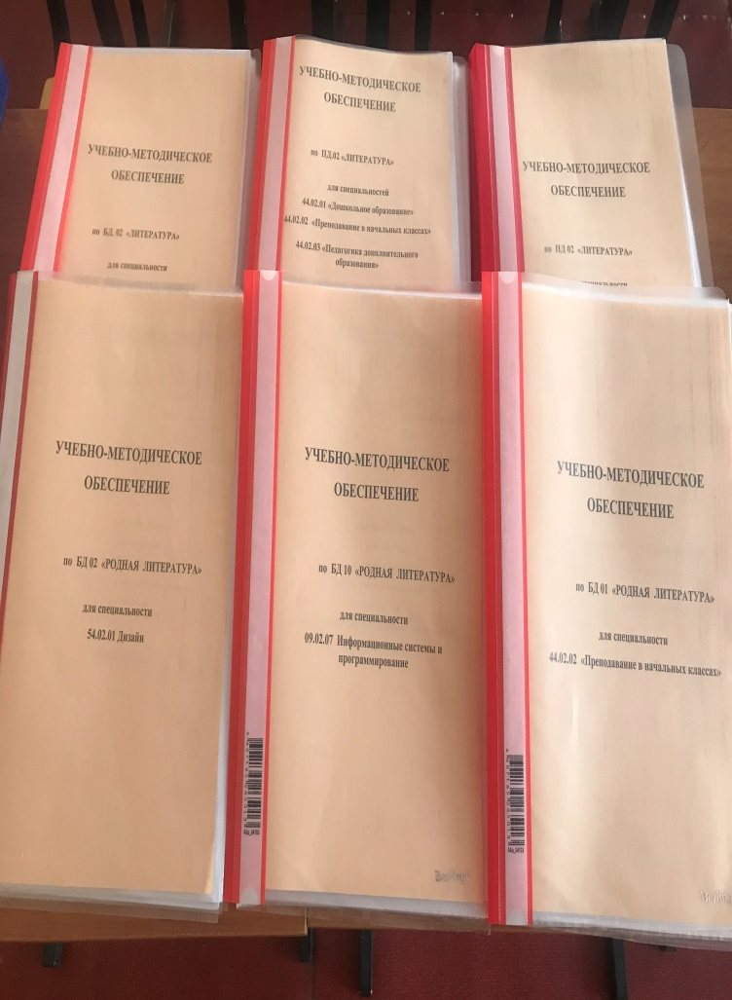 УЧЕБНО-МЕТОДИЧЕСКОЕ
ОБЕСПЕЧЕНИЕ
по БД. 02 «ЛИТЕРАТУРА»
для специальности
УЧЕБНО-МЕТОДИЧЕСКОЕ
ОБЕСПЕЧЕНИЕ
по ПД.02 «ЛИТЕРАТУРА»
для специальностей
44.02.01 «Дошкольное образование»
44.02.02 «Преподавание в начальных классах»
44.02.03 «Педагогика дополнительного
образования»
УЧЕБНО-МЕТОДИЧЕСКОЕ
ОБЕСПЕЧЕНИЕ
по ПД 02 «ЛИТЕРАТУРА»
УЧЕБНО-МЕТОДИЧЕСКОЕ
ОБЕСПЕЧЕНИЕ
по БД 02 «РОДНАЯ ЛИТЕРАТУРА»
для специальности
54.02.01 Дизайн
УЧЕБНО-МЕТОДИЧЕСКОЕ
ОБЕСПЕЧЕНИЕ
по БД 10 «РОДНАЯ ЛИТЕРАТУРА»
для специальности
09.02.07 Информационные системы и
программирование
УЧЕБНО-МЕТОДИЧЕСКОЕ
ОБЕСПЕЧЕНИЕ
по БД 01 «РОДНАЯ ЛИТЕРАТУРА»
для специальности
44.02.02 «Преподавание в начальных классах»